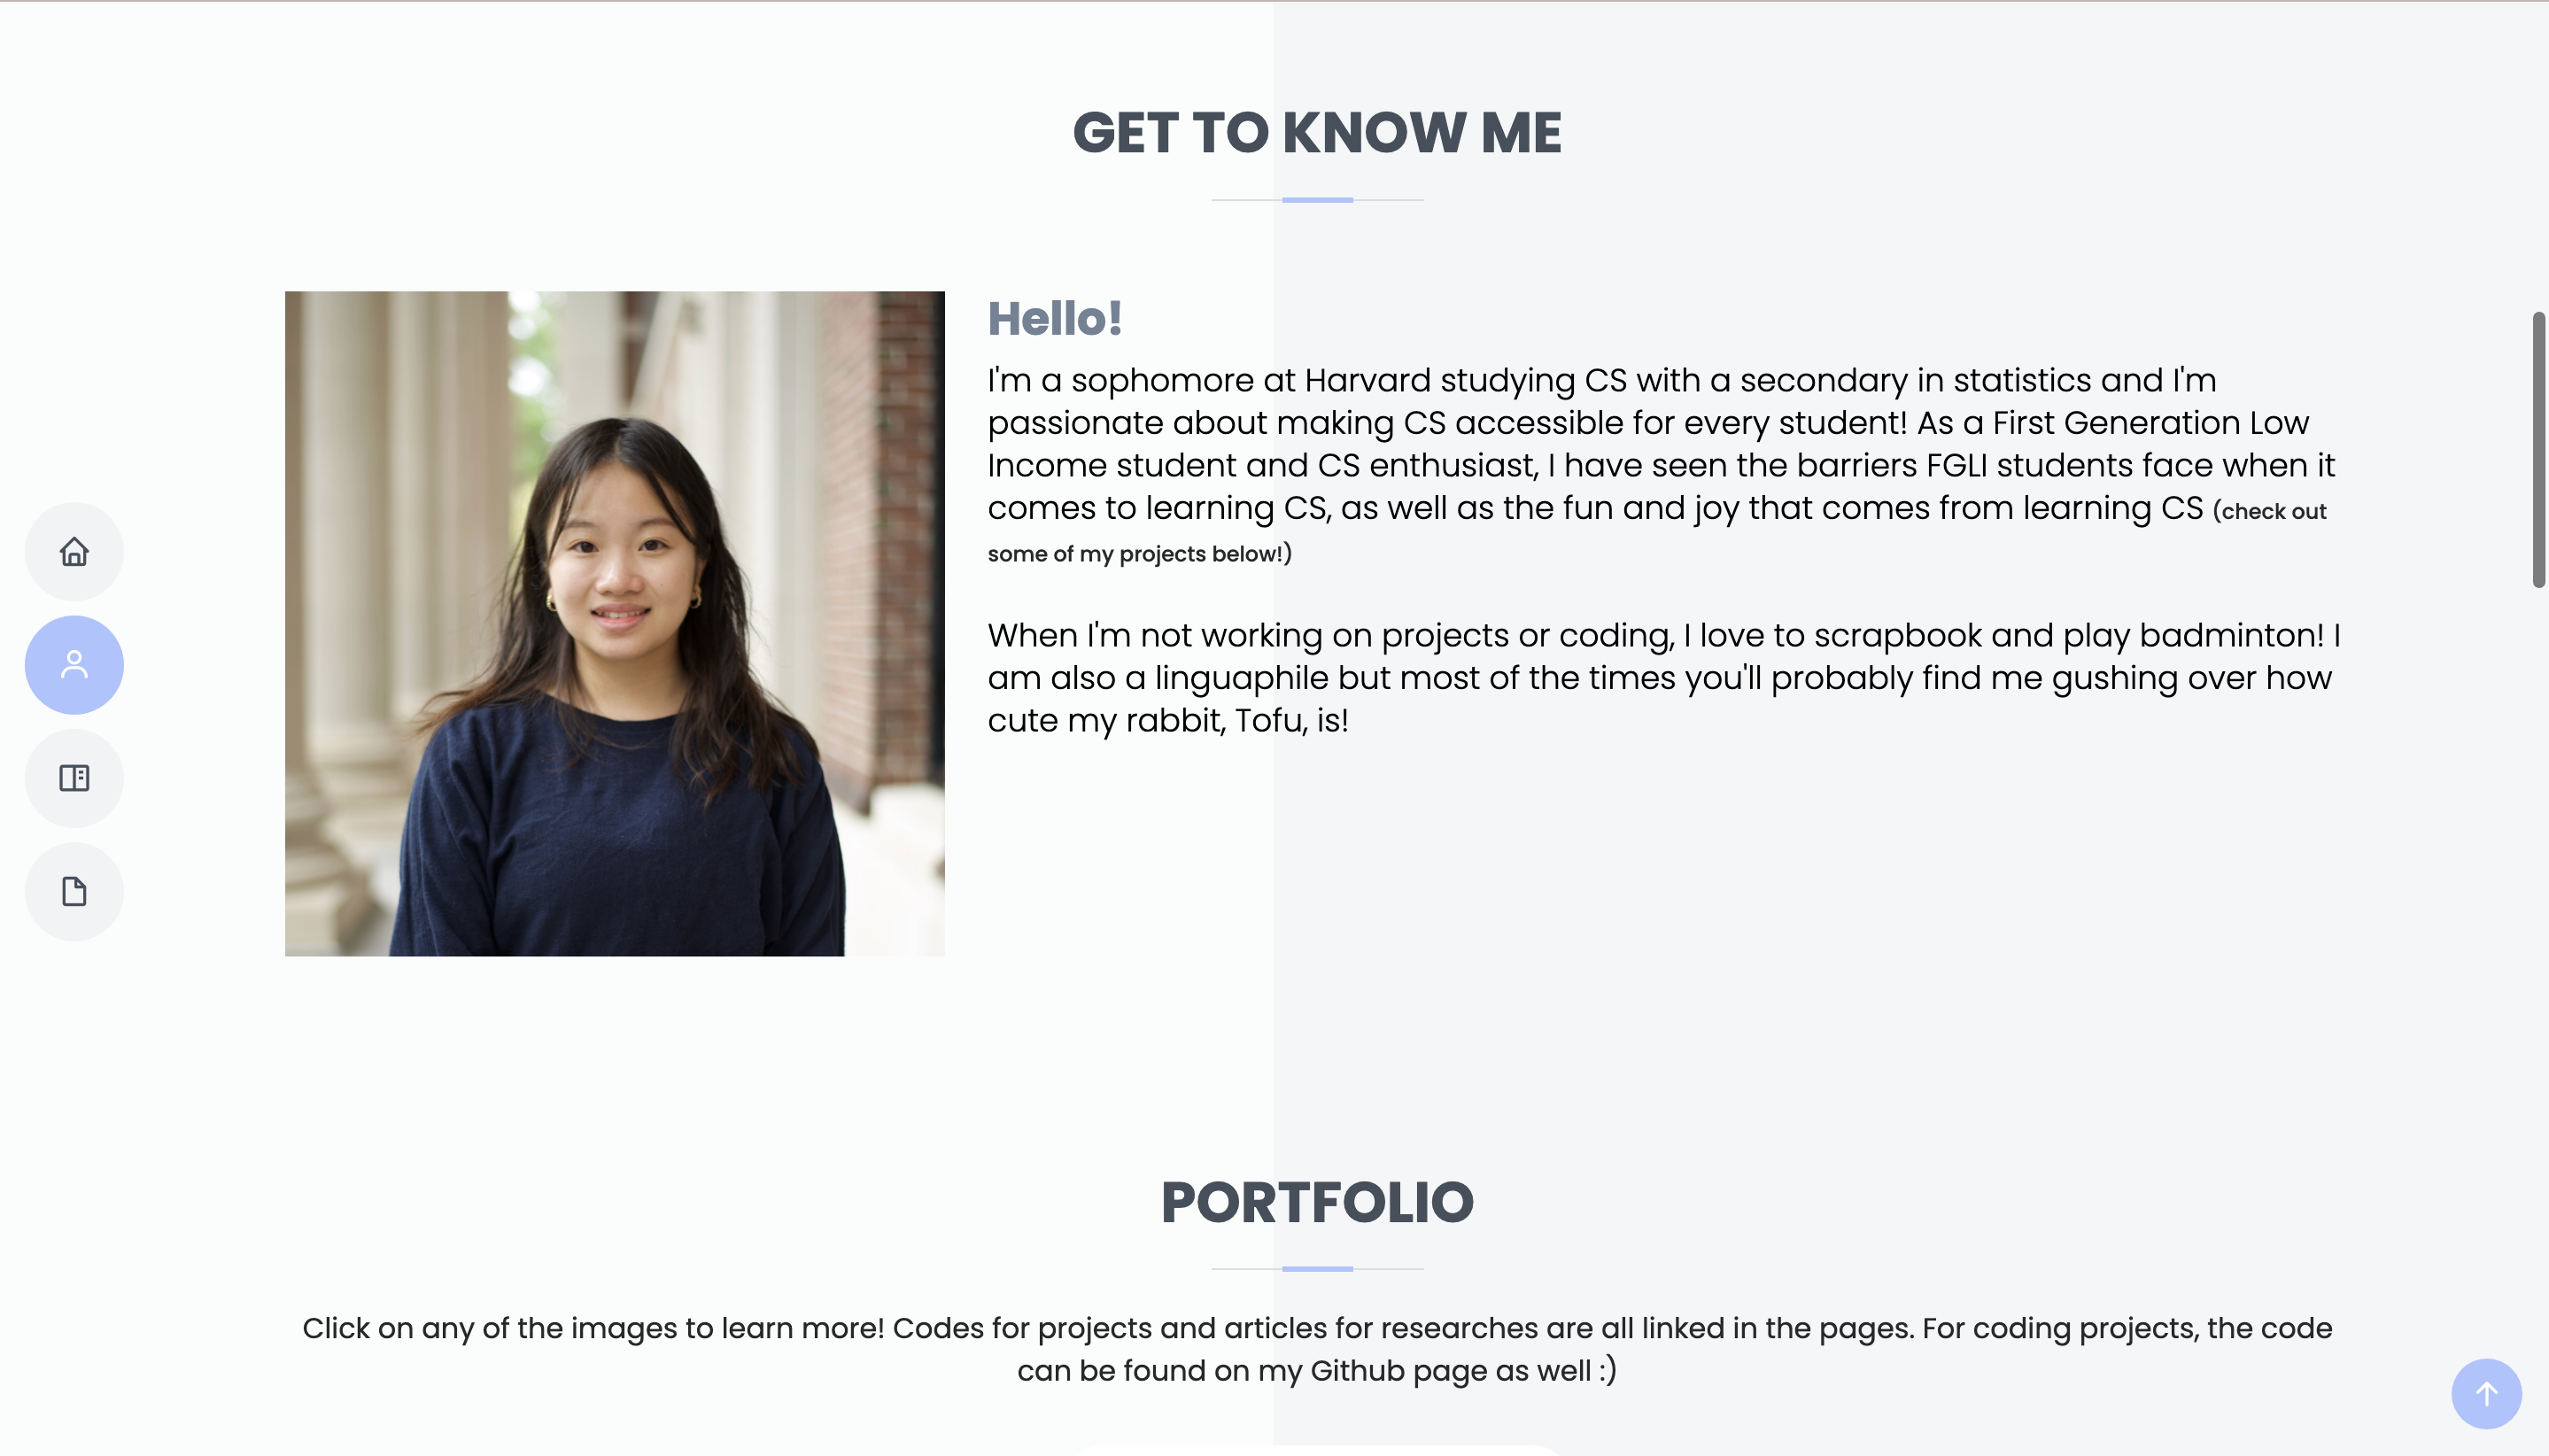 GET TO KNOW ME
Hello!
I'm a sophomore at Harvard studying CS with a secondary in statistics and I'm
passionate about making CS accessible for every student! As a First Generation Low
Income student and CS enthusiast, I have seen the barriers FGLI students face when it
comes to learning CS, as well as the fun and joy that comes from learning CS (check out
some of my projects below!)
When I'm not working on projects or coding, I love to scrapbook and play badminton! I
am also a linguaphile but most of the times you'll probably find me gushing over how
cute my rabbit, Tofu, is!
PORTFOLIO
Click on any of the images to learn more! Codes for projects and articles for researches are all linked in the pages. For coding projects, the code
can be found on my Github page as well :)